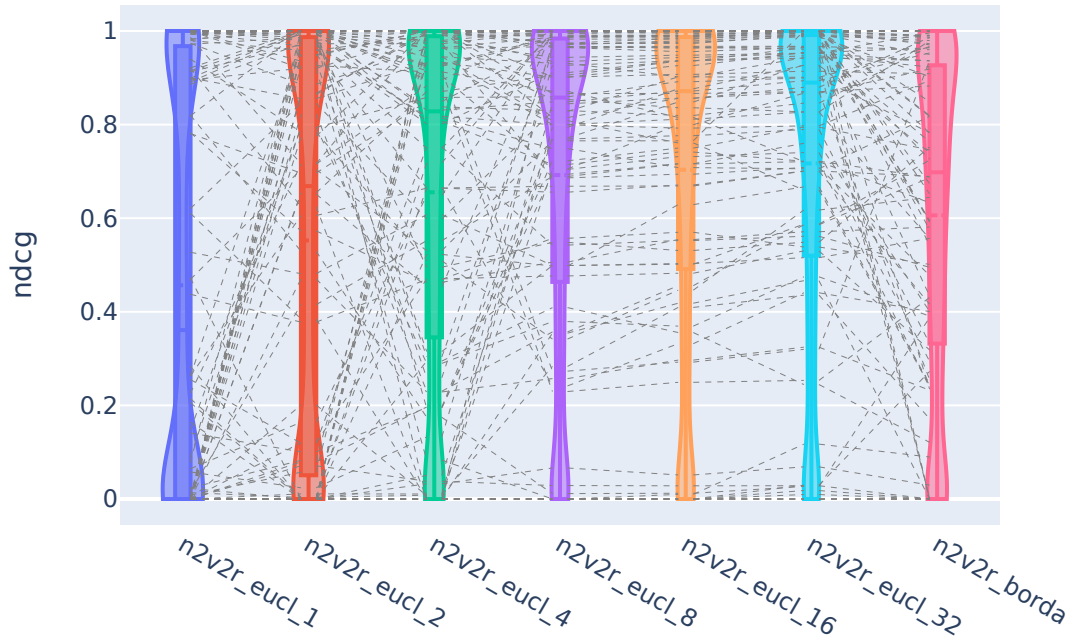 ndcg
1
0.8
0.6
0.4
0.2
0
n2v2r_eucl_1
n2v2r_eucl_2
n2v2r_eucl_4
n2v2r_eucl_8
n2v2r_eucl_16
n2v2r_eucl_32
n2v2r_borda